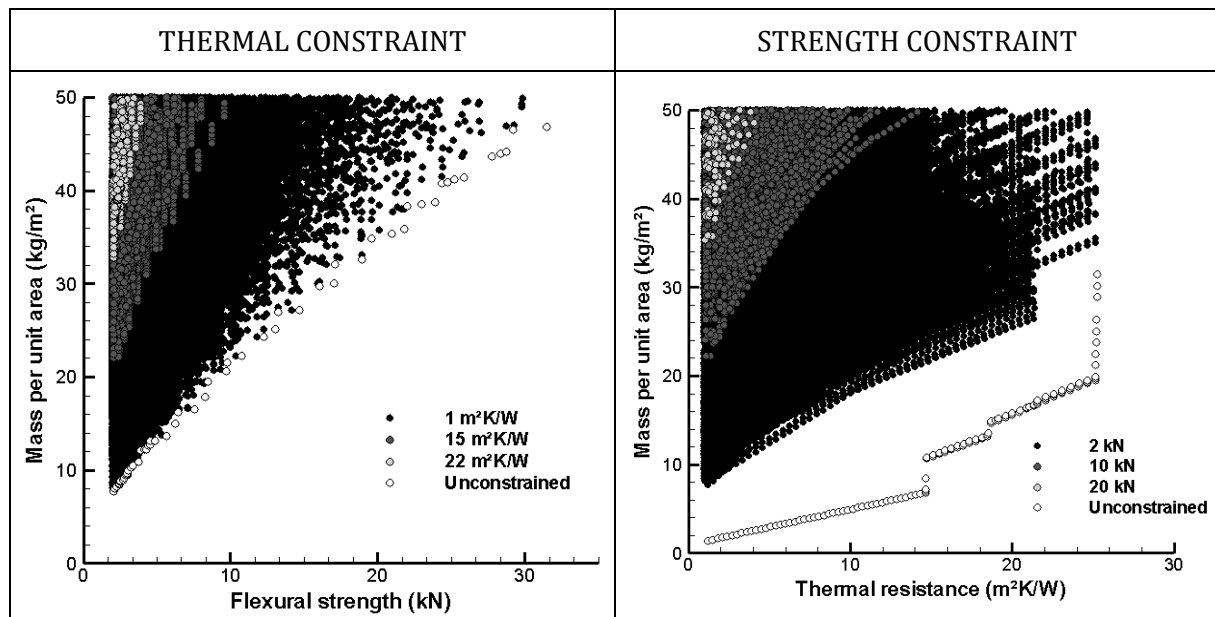 THERMAL CONSTRAINT
STRENGTH CONSTRAINT
Mass per unit area (kg/m²)
50
40
30
20
10
0
0
10
20
30
Flexural strength (kN)
1 m²K/W
15 m²K/W
22 m²K/W
Unconstrained
Mass per unit area (kg/m²)
50
40
30
20
10
0
0
10
20
30
Thermal resistance (m²K/W)
2 kN
10 kN
20 kN
Unconstrained